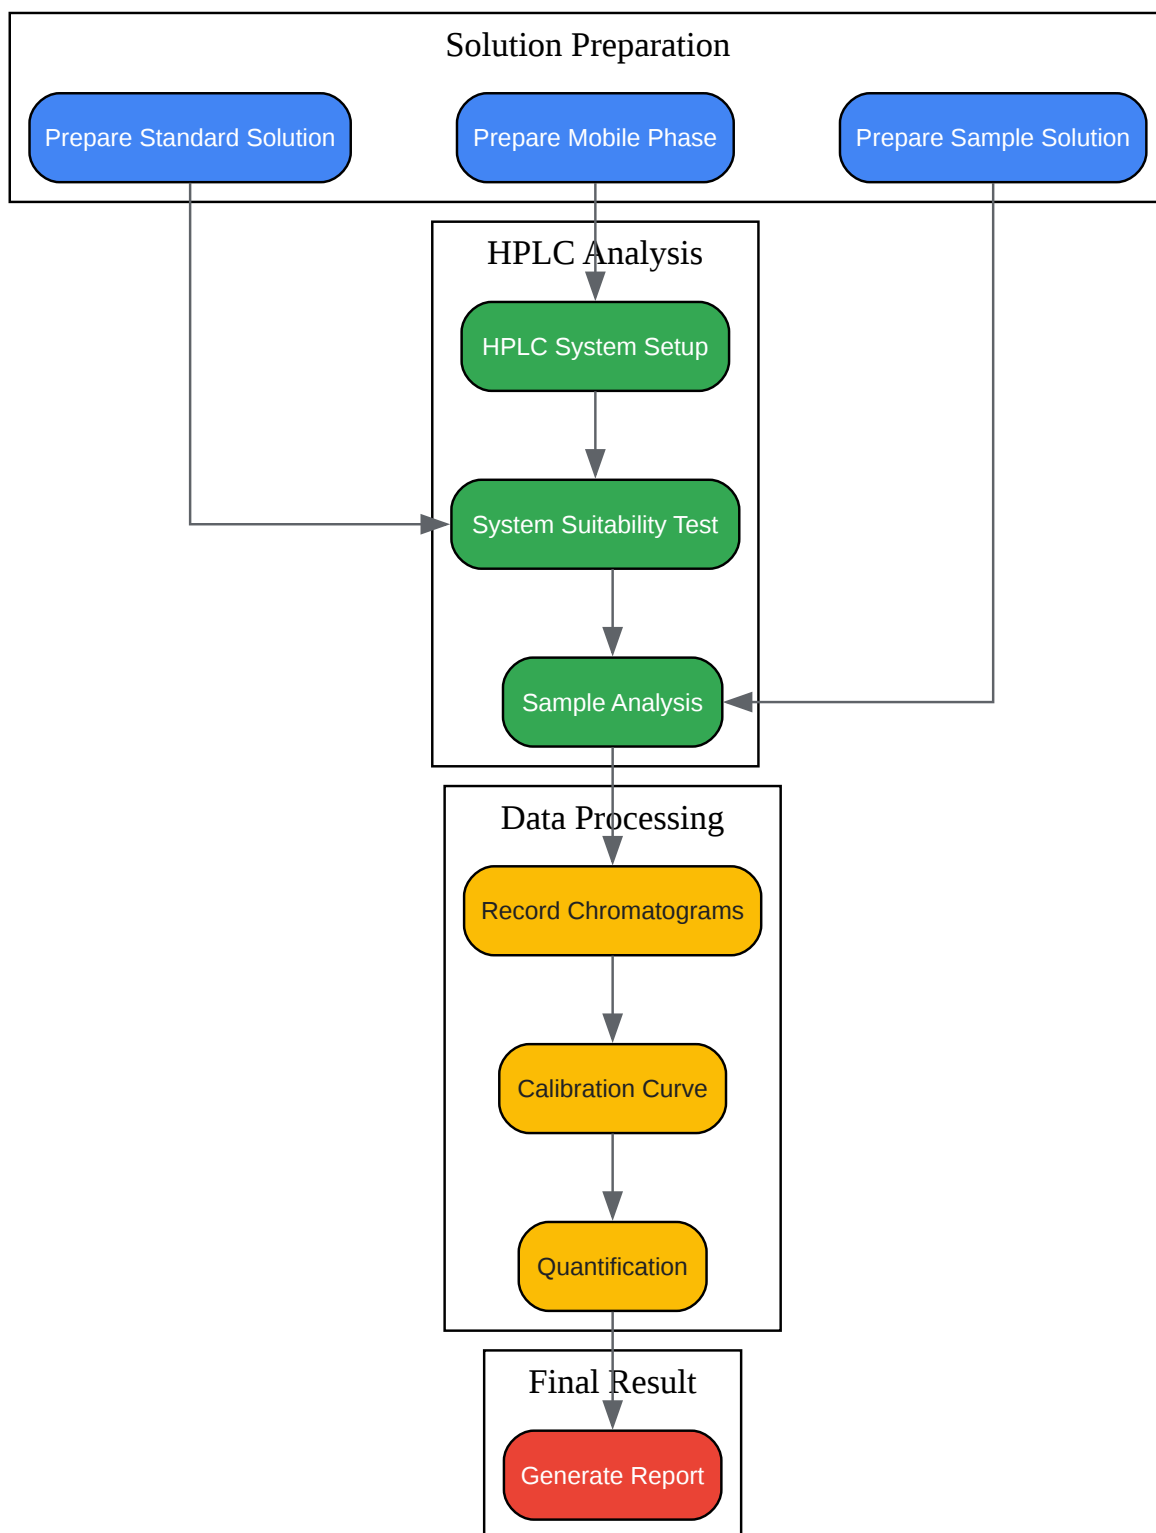 Solution Preparation
Prepare Standard Solution
Prepare Mobile Phase
Prepare Sample Solution
HPLC Analysis
HPLC System Setup
System Suitability Test
Sample Analysis
Data Processing
Record Chromatograms
Calibration Curve
Quantification
Final Result
Generate Report